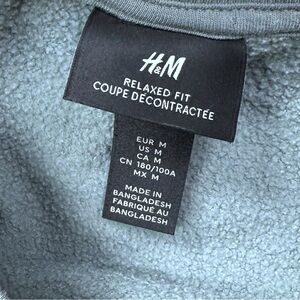 H&M
RELAXED FIT
COUPE DÉCONTRACTÉE
EUR M
US M
CA M
CN 180/100A
MX M
MADE IN
BANGLADESH
FABRIQUÉ AU
BANGLADESH